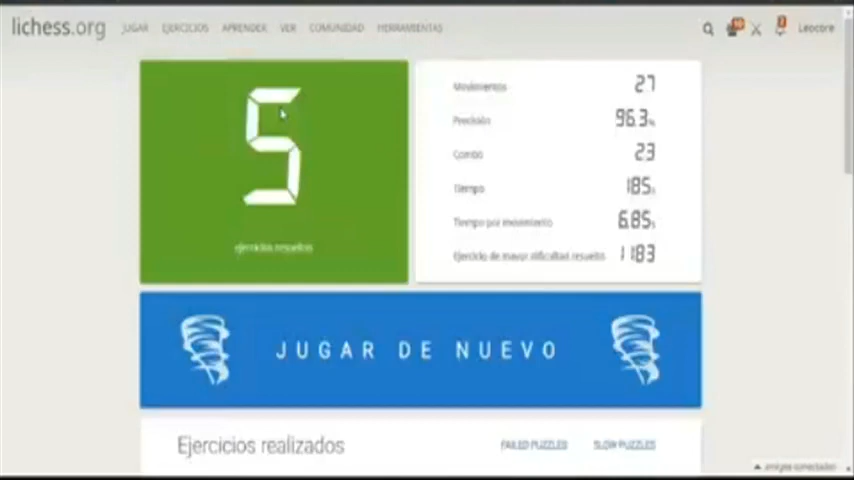 lichess.org JUGAR EJERCICIOS APRENDER VER COMUNIDAD HERRAMIENTAS Leocore
5
ejercicios resueltos
Movimientos 27
Precisión 96.3%
Combo 23
Tiempo 185s
Tiempo por movimiento 6.85s
Ejercicio de mayor dificultad resuelto 1183
JUGAR DE NUEVO
Ejercicios realizados FAILED PUZZLES SLOW PUZZLES
amigos conectados